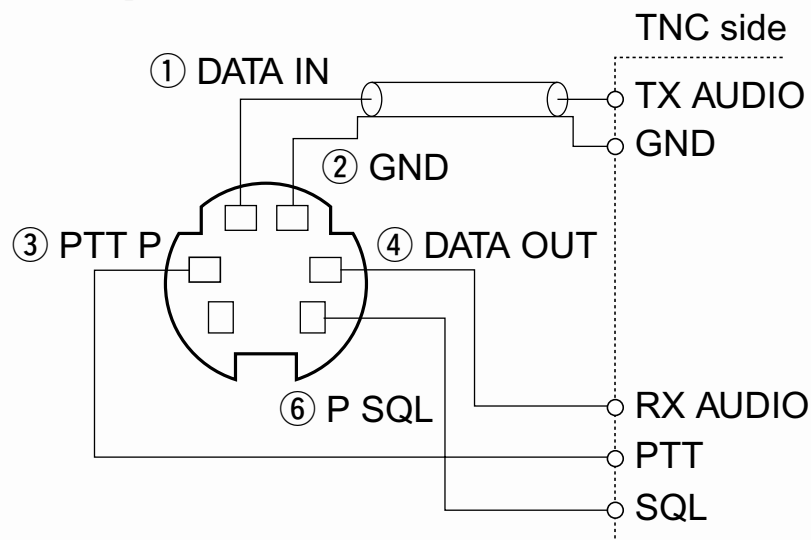 TNC side
① DATA IN
TX AUDIO
GND
② GND
③ PTT P
④ DATA OUT
⑥ P SQL
RX AUDIO
PTT
SQL